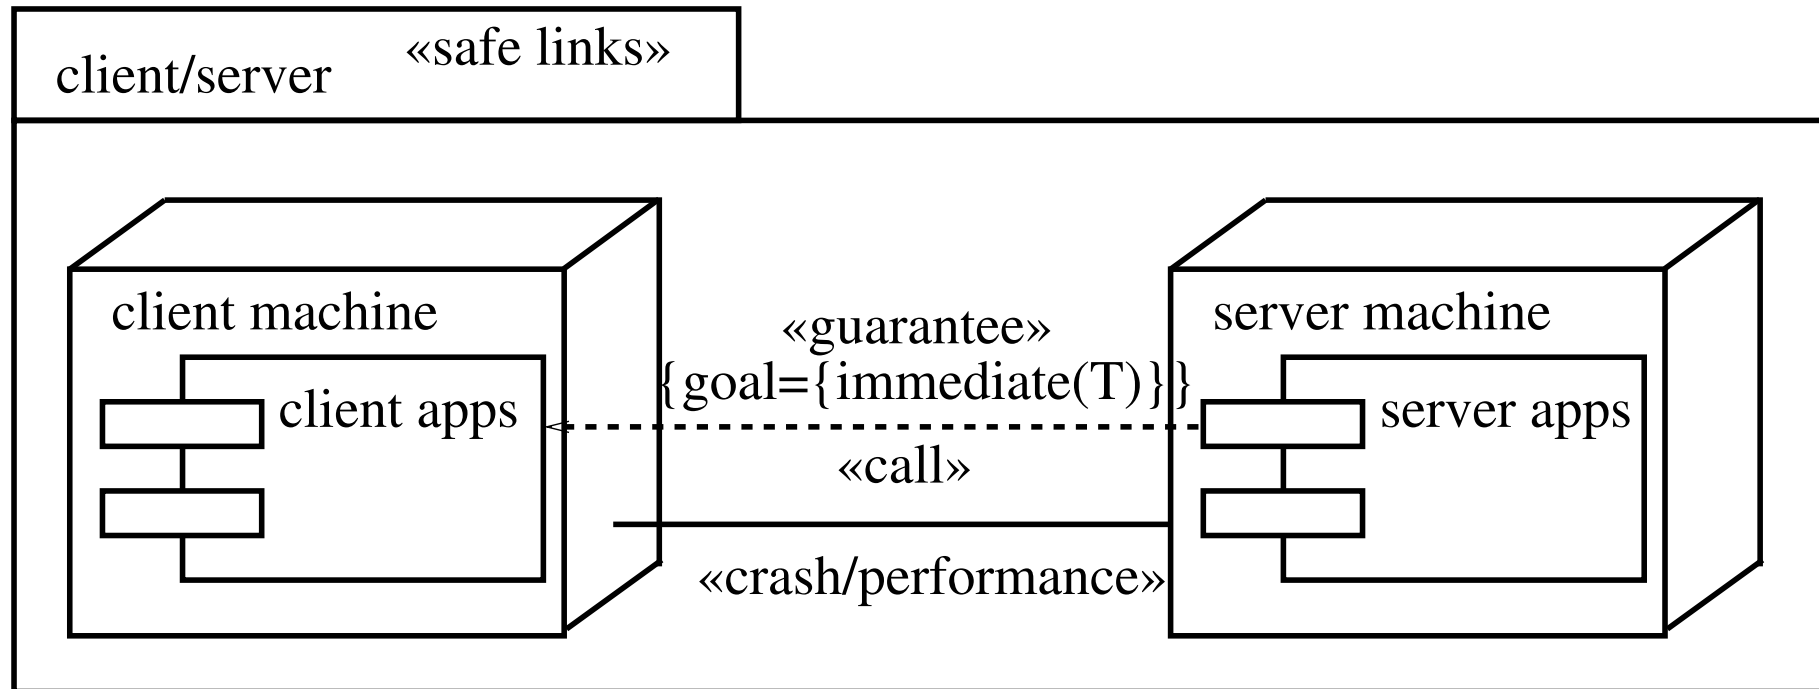 «safe links»
client/server
client machine
server machine
«guarantee»
{goal={immediate(T)}}
client apps
server apps
«call»
«crash/performance»